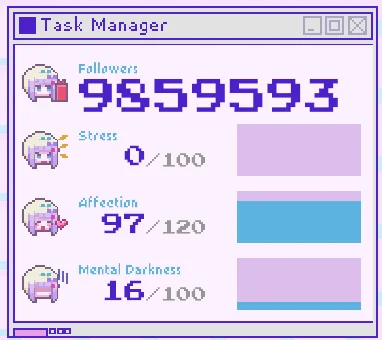 Task Manager
Followers
9859593
Stress
0/100
Affection
97/120
Mental Darkness
16/100